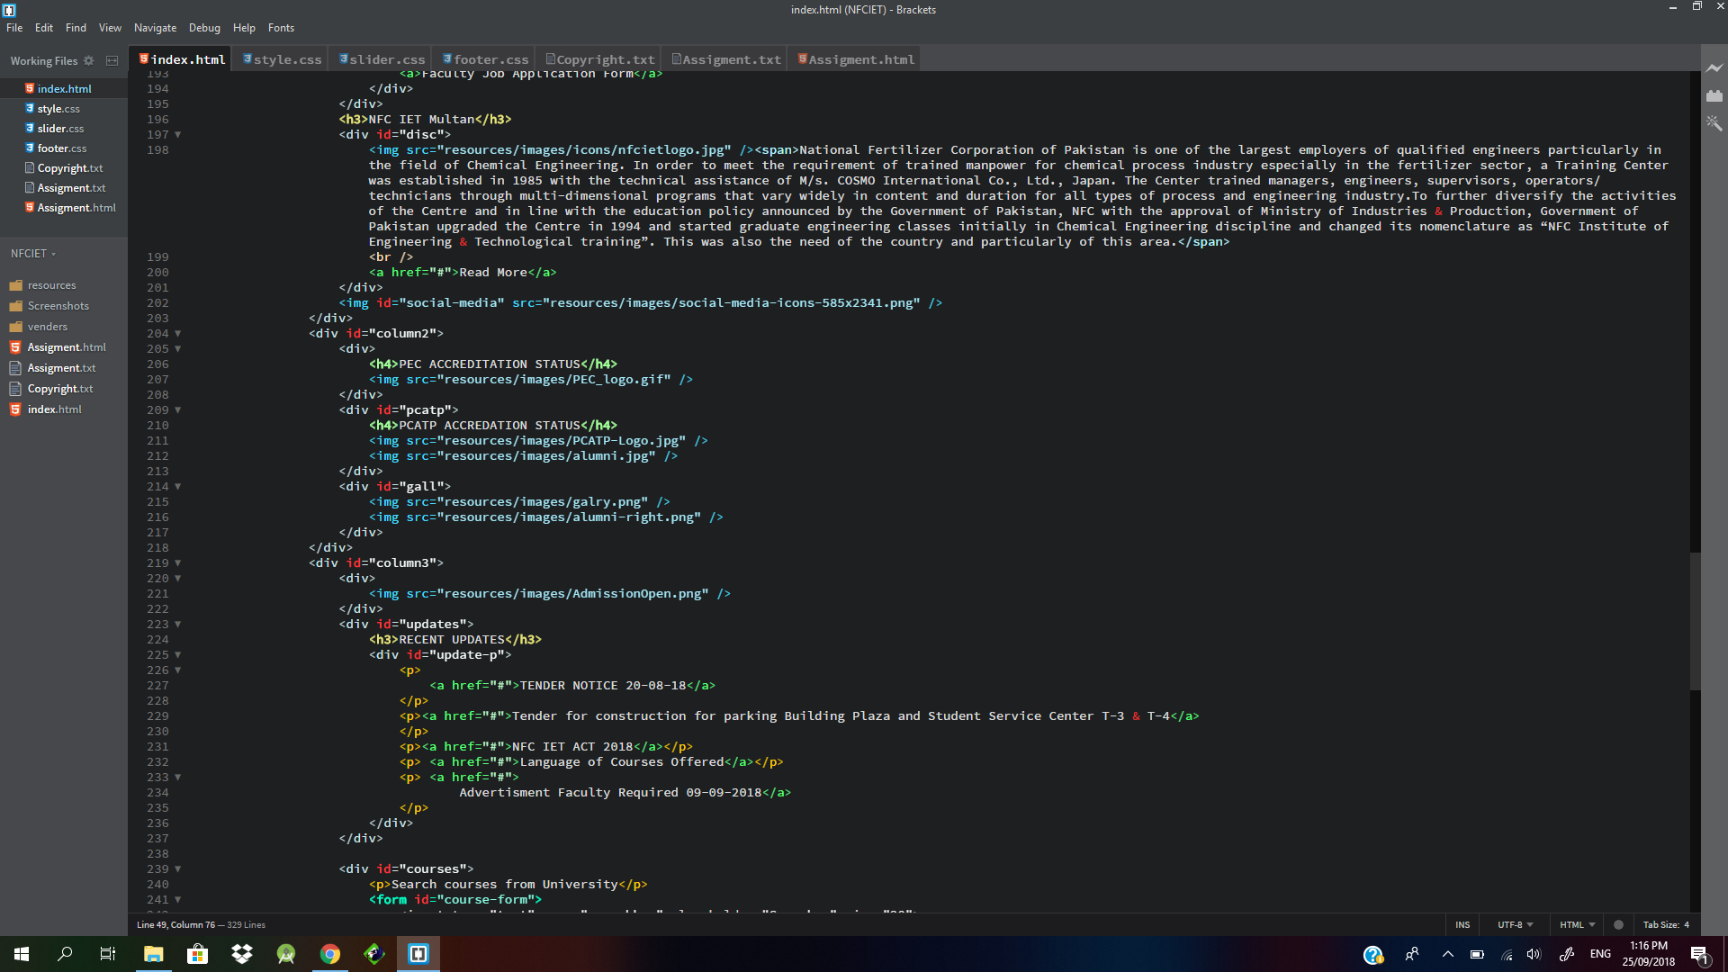 index.html (NFCIET) - Brackets
File Edit Find View Navigate Debug Help Fonts
Working Files
index.html style.css slider.css footer.css Copyright.txt Assigment.txt Assigment.html
index.html
style.css
slider.css
footer.css
Copyright.txt
Assigment.txt
Assigment.html
NFCIET
resources
Screenshots
venders
Assigment.html
Assigment.txt
Copyright.txt
index.html
193 <a>Faculty Job Application Form</a>
194 </div>
195 </div>
196 <h3>NFC IET Multan</h3>
197 <div id="disc">
198 <img src="resources/images/icons/nfcietlogo.jpg" /><span>National Fertilizer Corporation of Pakistan is one of the largest employers of qualified engineers particularly in
the field of Chemical Engineering. In order to meet the requirement of trained manpower for chemical process industry especially in the fertilizer sector, a Training Center
was established in 1985 with the technical assistance of M/s. COSMO International Co., Ltd., Japan. The Center trained managers, engineers, supervisors, operators/
technicians through multi-dimensional programs that vary widely in content and duration for all types of process and engineering industry.To further diversify the activities
of the Centre and in line with the education policy announced by the Government of Pakistan, NFC with the approval of Ministry of Industries & Production, Government of
Pakistan upgraded the Centre in 1994 and started graduate engineering classes initially in Chemical Engineering discipline and changed its nomenclature as “NFC Institute of
Engineering & Technological training”. This was also the need of the country and particularly of this area.</span>
199 <br />
200 <a href="#">Read More</a>
201 </div>
202 <img id="social-media" src="resources/images/social-media-icons-585x2341.png" />
203 </div>
204 <div id="column2">
205 <div>
206 <h4>PEC ACCREDITATION STATUS</h4>
207 <img src="resources/images/PEC_logo.gif" />
208 </div>
209 <div id="pcatp">
210 <h4>PCATP ACCREDATION STATUS</h4>
211 <img src="resources/images/PCATP-Logo.jpg" />
212 <img src="resources/images/alumni.jpg" />
213 </div>
214 <div id="gall">
215 <img src="resources/images/galry.png" />
216 <img src="resources/images/alumni-right.png" />
217 </div>
218 </div>
219 <div id="column3">
220 <div>
221 <img src="resources/images/AdmissionOpen.png" />
222 </div>
223 <div id="updates">
224 <h3>RECENT UPDATES</h3>
225 <div id="update-p">
226 <p>
227 <a href="#">TENDER NOTICE 20-08-18</a>
228 </p>
229 <p><a href="#">Tender for construction for parking Building Plaza and Student Service Center T-3 & T-4</a>
230 </p>
231 <p><a href="#">NFC IET ACT 2018</a></p>
232 <p> <a href="#">Language of Courses Offered</a></p>
233 <p> <a href="#">
234 Advertisment Faculty Required 09-09-2018</a>
235 </p>
236 </div>
237 </div>
238
239 <div id="courses">
240 <p>Search courses from University</p>
241 <form id="course-form">
Line 49, Column 76 — 329 Lines
INS UTF-8 HTML Tab Size: 4
ENG
1:16 PM
25/09/2018
1